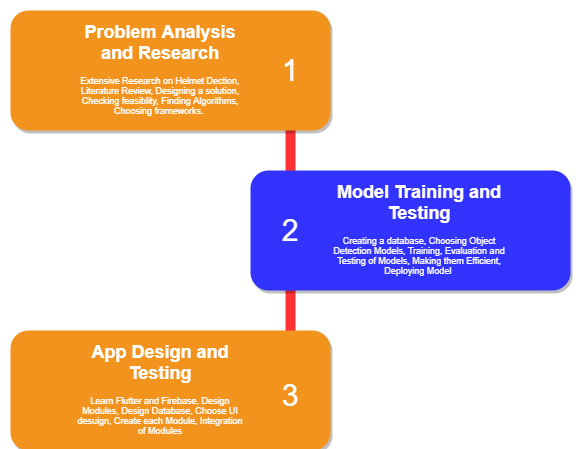 Problem Analysis
and Research
1
Extensive Research on Helmet Dection,
Literature Review, Designing a solution,
Checking feasiblity, Finding Algorithms,
Choosing frameworks.
Model Training and
Testing
2
Creating a database, Choosing Object
Detection Models, Training, Evaluation and
Testing of Models, Making them Efficient,
Deploying Model
App Design and
Testing
3
Learn Flutter and Firebase, Design
Modules, Design Database, Choose UI
desuign, Create each Module, Integration
of Modules